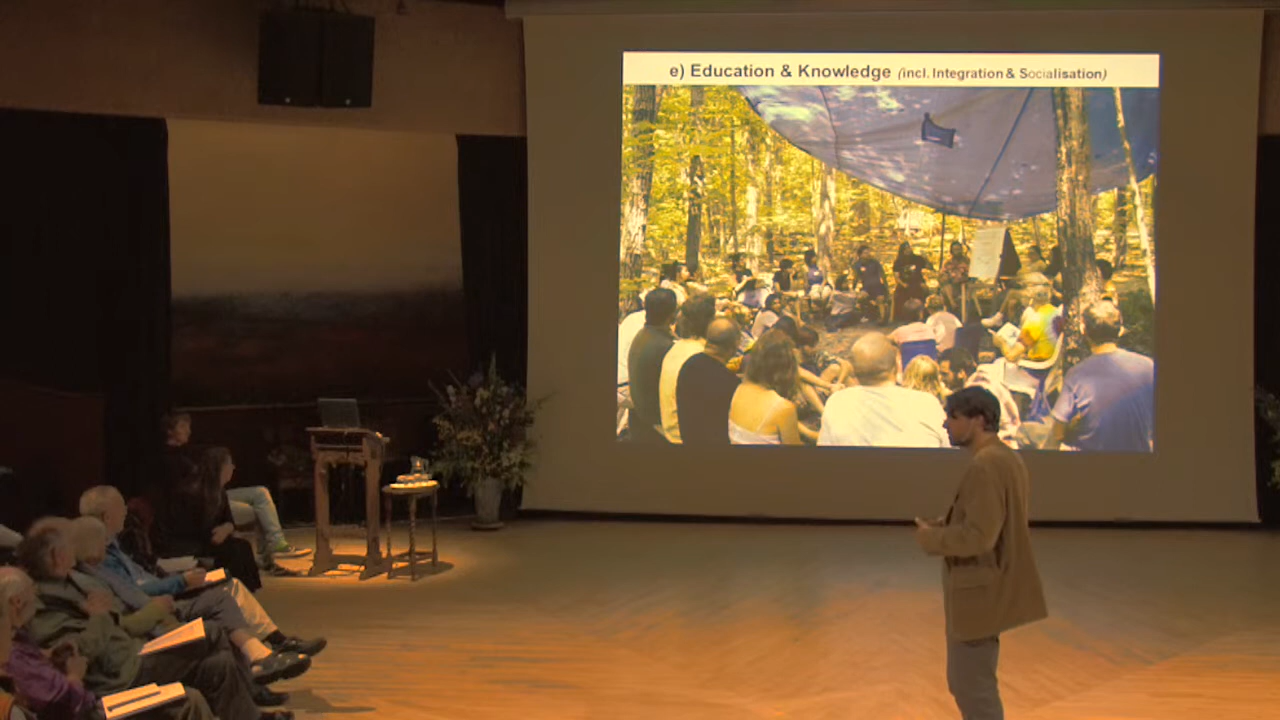 e) Education & Knowledge (incl. Integration & Socialisation)